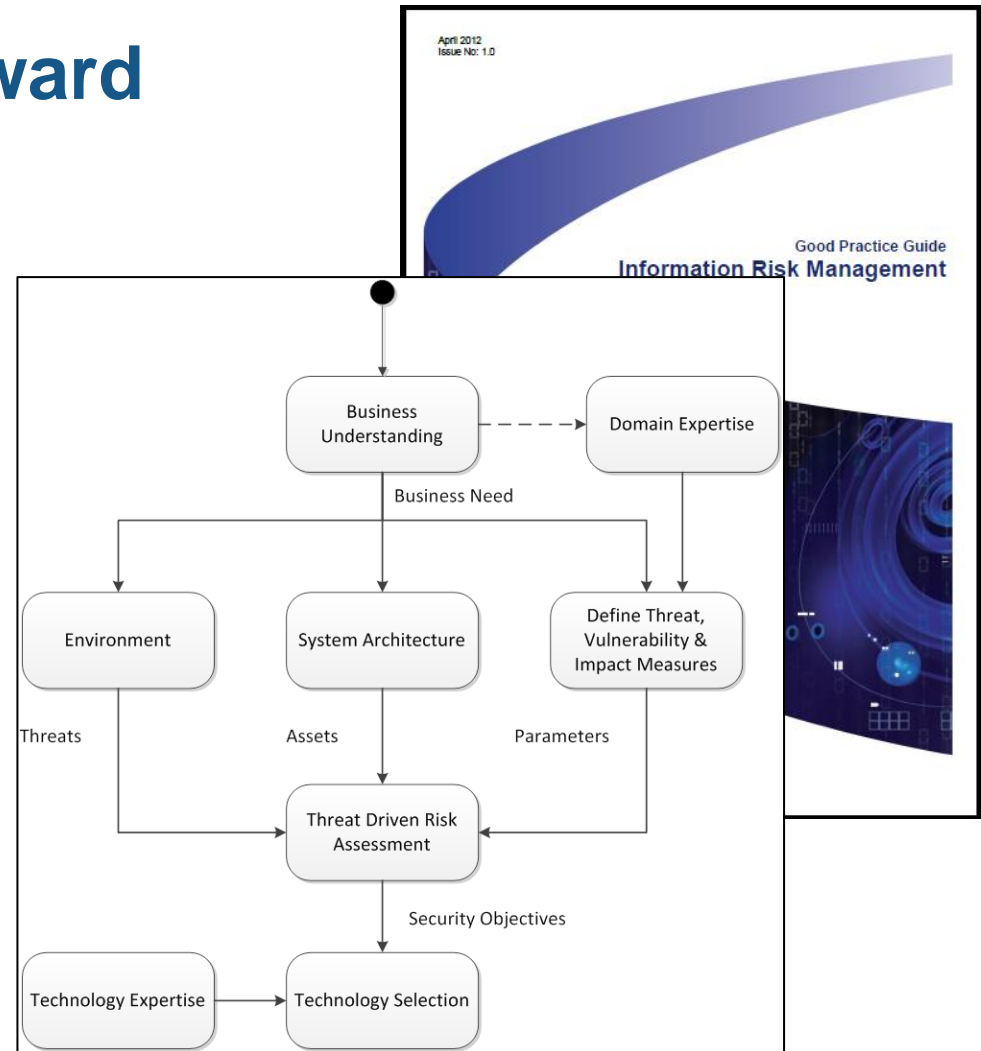 ward
April 2012
Issue No: 1.0
Good Practice Guide
Information Risk Management
Business
Understanding
Domain Expertise
Business Need
Environment
System Architecture
Define Threat,
Vulnerability &
Impact Measures
Threats
Assets
Parameters
Threat Driven Risk
Assessment
Security Objectives
Technology Expertise
Technology Selection